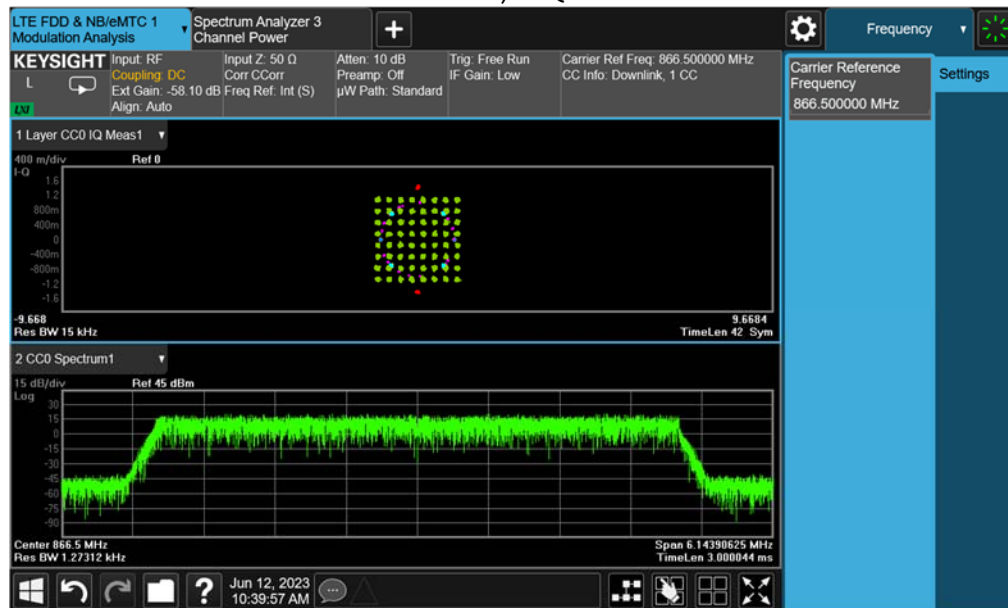 LTE FDD & NB/eMTC 1
Modulation Analysis
Spectrum Analyzer 3
Channel Power
Frequency
KEYSIGHT
L
LXI
Input: RF
Coupling: DC
Ext Gain: -58.10 dB
Align: Auto
Input Z: 50 Ω
Corr CCorr
Freq Ref: Int (S)
Atten: 10 dB
Preamp: Off
µW Path: Standard
Trig: Free Run
IF Gain: Low
Carrier Ref Freq: 866.500000 MHz
CC Info: Downlink, 1 CC
Carrier Reference
Frequency
866.500000 MHz
Settings
1 Layer CC0 IQ Meas1
400 m/div
Ref 0
I-Q
1.6
1.2
800m
400m
0
-400m
-800m
-1.2
-1.6
-9.668
9.6684
Res BW 15 kHz
TimeLen 42 Sym
2 CC0 Spectrum1
15 dB/div
Ref 45 dBm
Log
30
15
0
-15
-30
-45
-60
-75
-90
Center 866.5 MHz
Span 6.14390625 MHz
Res BW 1.27312 kHz
TimeLen 3.000044 ms
?
Jun 12, 2023
10:39:57 AM